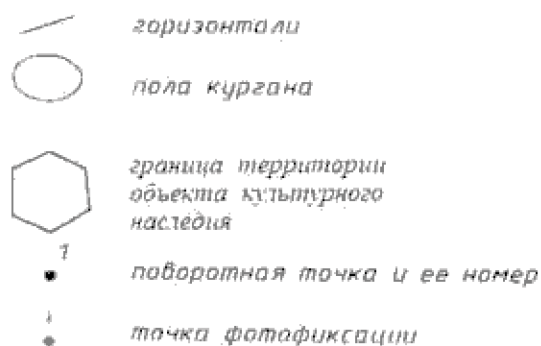 горизонтали
пола кургана
граница территории
объекта культурного
наследия
1
поворотная точка и ее номер
точка фотофиксации